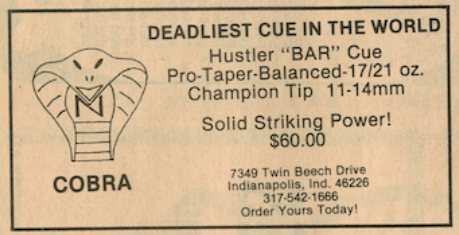 DEADLIEST CUE IN THE WORLD
Hustler "BAR" Cue
Pro-Taper-Balanced-17/21 oz.
Champion Tip 11-14mm
Solid Striking Power!
$60.00
7349 Twin Beech Drive
Indianapolis, Ind. 46226
317-542-1666
Order Yours Today!
N
COBRA